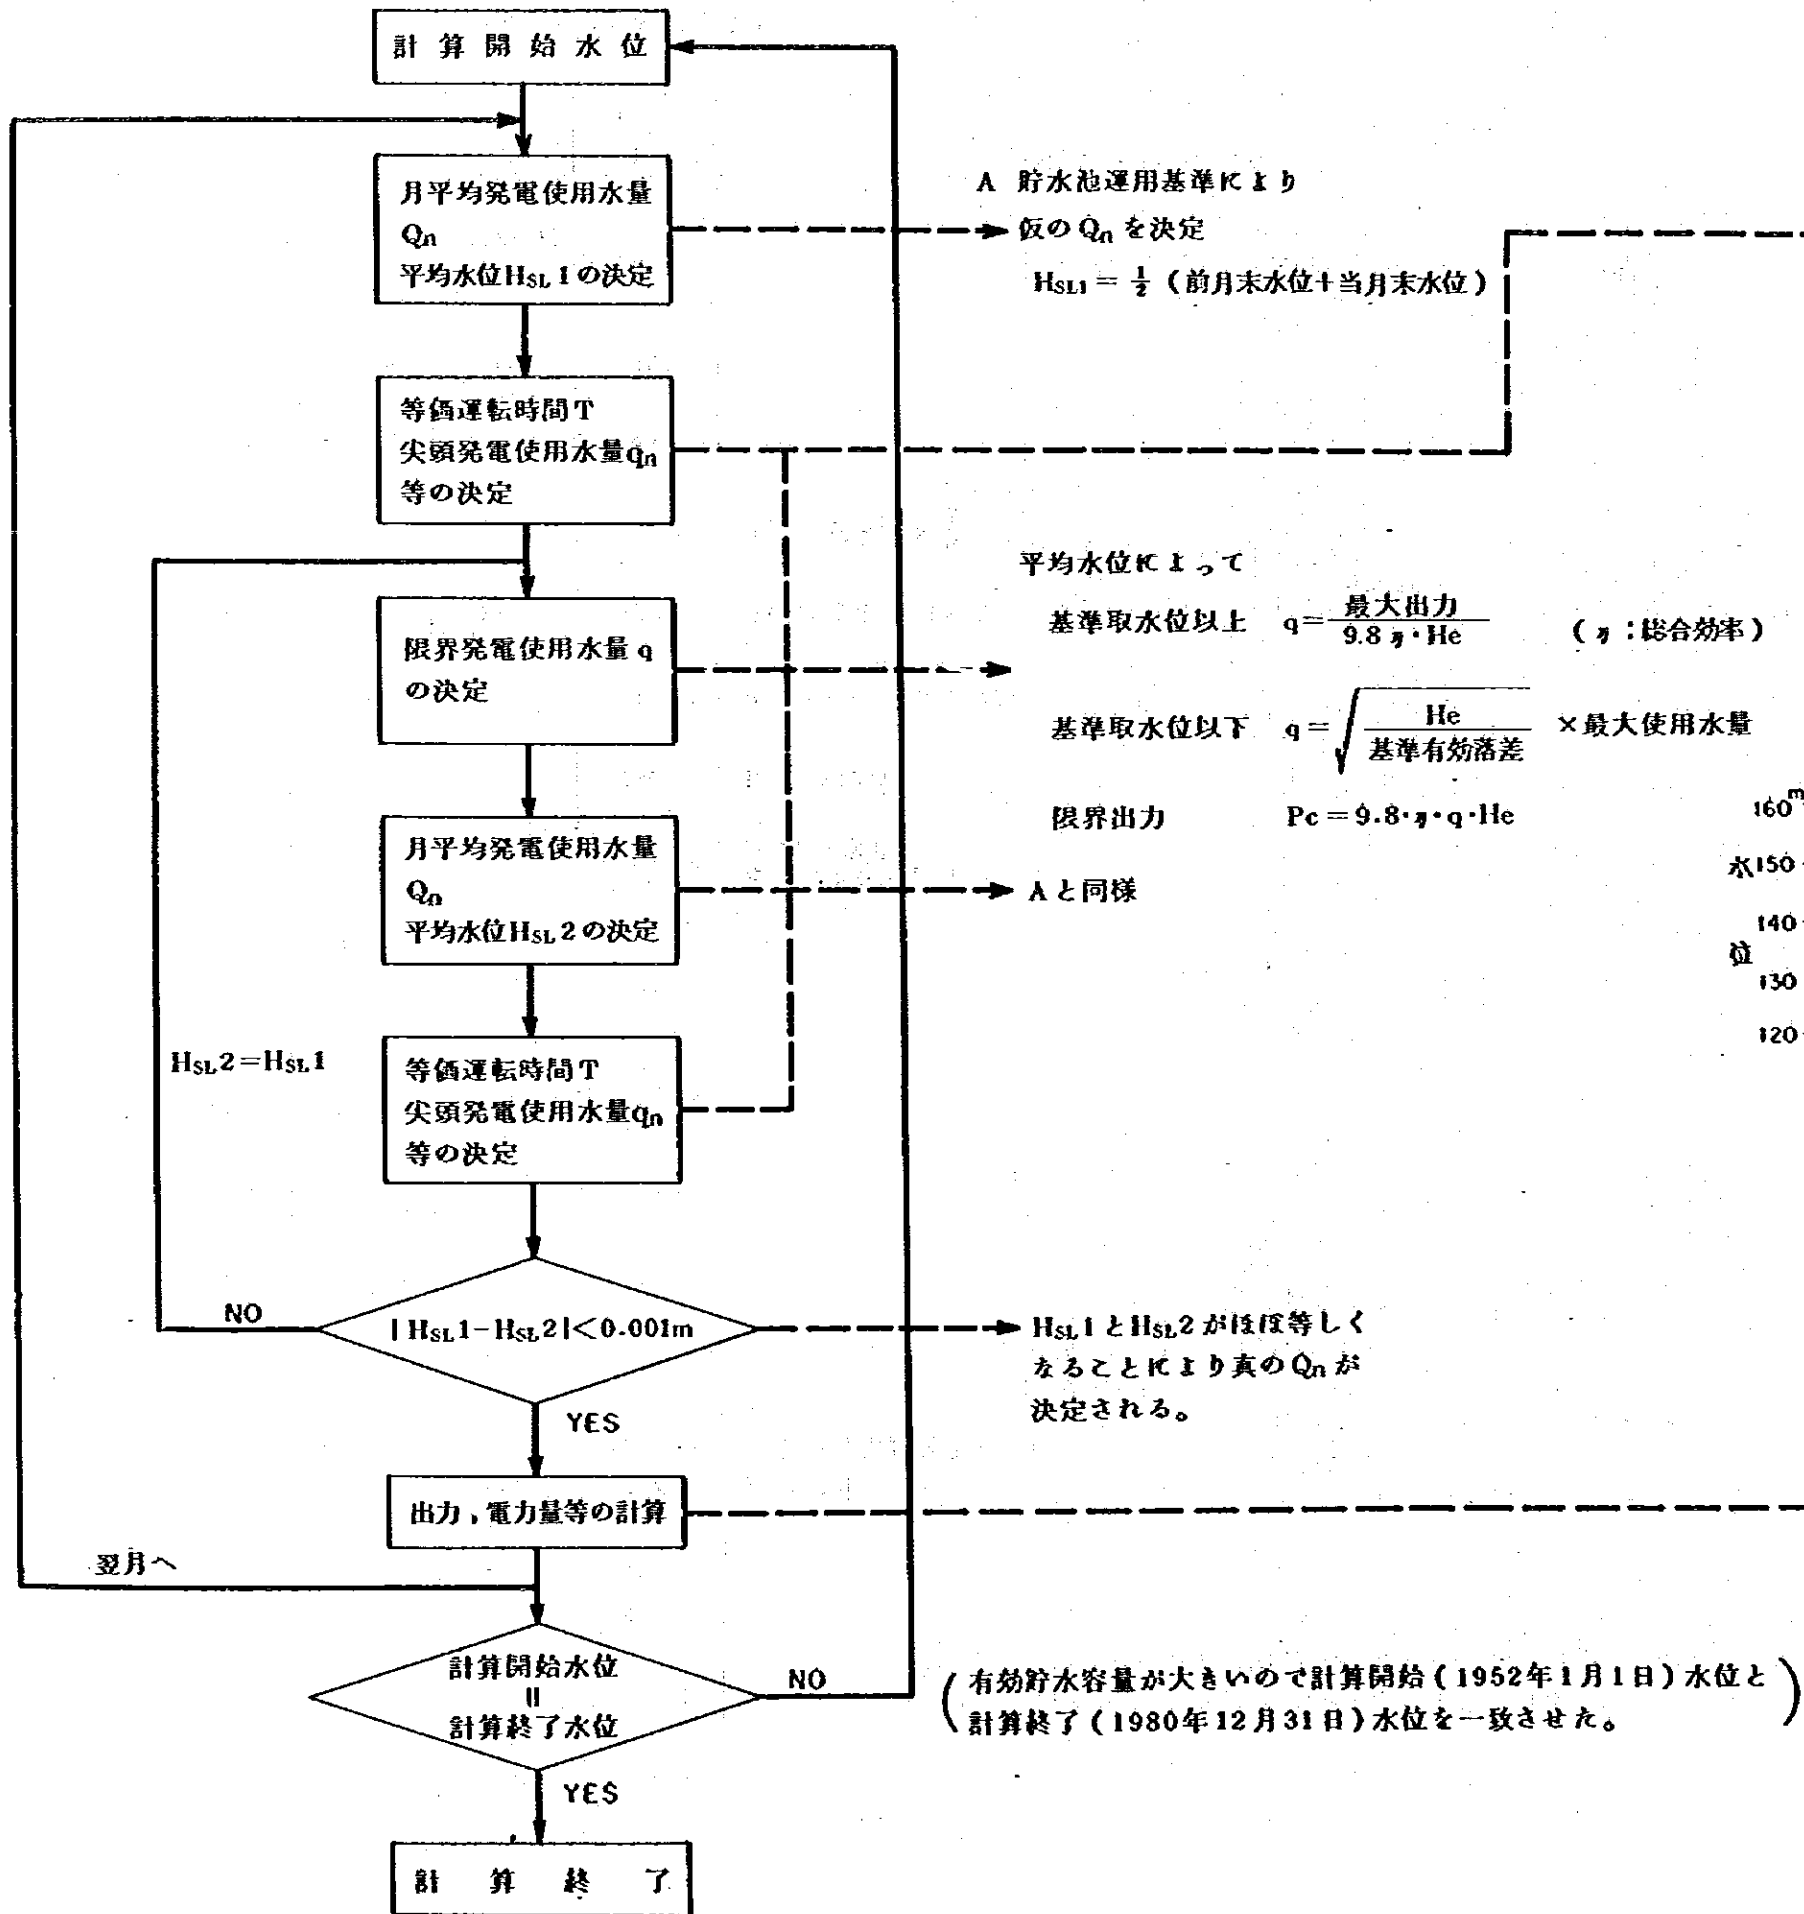 計算開始水位
月平均発電使用水量
Qn
平均水位HSL1の決定
A 貯水池運用基準により
仮のQnを決定
HSL1=1/2(前月末水位+当月末水位)
等価運転時間T
尖頭発電使用水量qn
等の決定
平均水位によって
基準取水位以上 q=最大出力/9.8η・He (η:総合効率)
限界発電使用水量q
の決定
基準取水位以下 q=√(He/基準有効落差)×最大使用水量
限界出力 Pc=9.8・η・q・He
月平均発電使用水量
Qn
平均水位HSL2の決定
Aと同様
160m
水150
140
位
130
120
HSL2=HSL1
等価運転時間T
尖頭発電使用水量qn
等の決定
NO
|HSL1-HSL2|<0.001m
HSL1とHSL2がほぼ等しく
なることにより真のQnが
決定される。
YES
出力、電力量等の計算
翌月へ
計算開始水位
=
計算終了水位
NO
(有効貯水容量が大きいので計算開始(1952年1月1日)水位と
計算終了(1980年12月31日)水位を一致させた。)
YES
計算終了